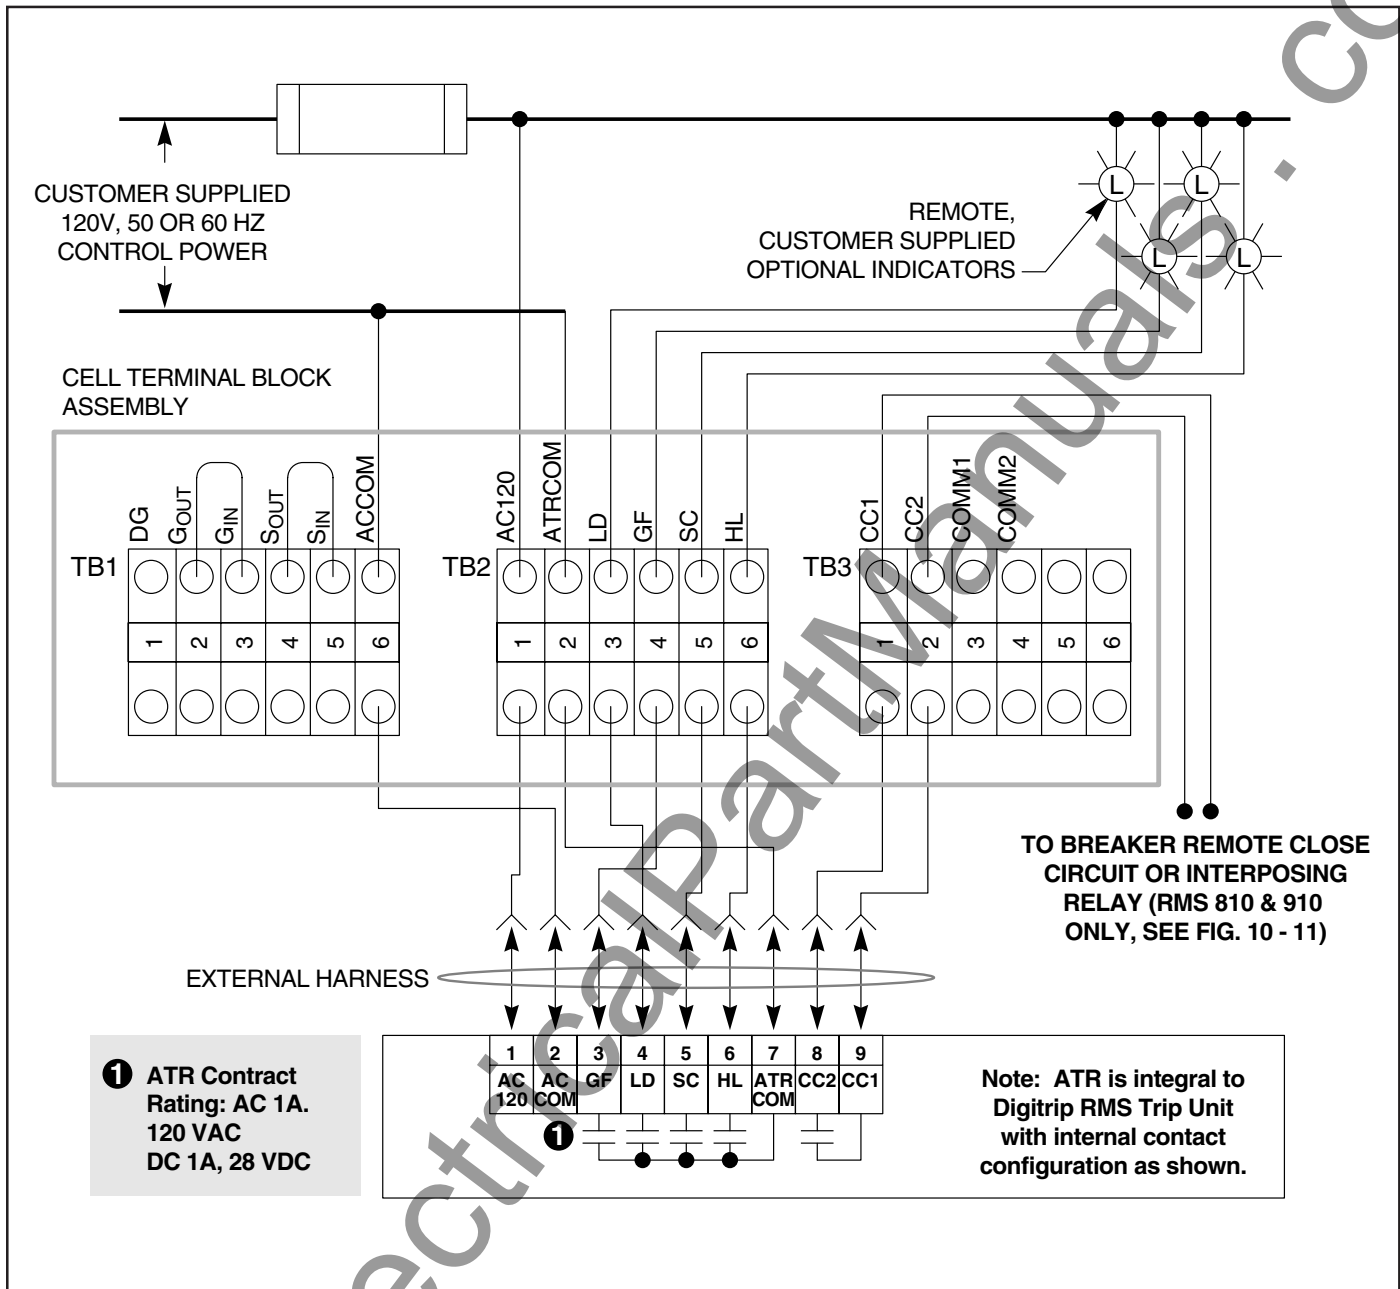 CUSTOMER SUPPLIED
120V, 50 OR 60 HZ
CONTROL POWER
REMOTE,
CUSTOMER SUPPLIED
OPTIONAL INDICATORS
L
L
L
L
CELL TERMINAL BLOCK
ASSEMBLY
TB1
DG
GOUT
GIN
SOUT
SIN
ACCOM
1
2
3
4
5
6
TB2
AC120
ATRCOM
LD
GF
SC
HL
1
2
3
4
5
6
TB3
CC1
CC2
COMM1
COMM2
1
2
3
4
5
6
TO BREAKER REMOTE CLOSE
CIRCUIT OR INTERPOSING
RELAY (RMS 810 & 910
ONLY, SEE FIG. 10 - 11)
EXTERNAL HARNESS
1 2 3 4 5 6 7 8 9
AC GF LD SC HL ATR CC2 CC1
120
AC
COM
COM
1
1 ATR Contract
Rating: AC 1A.
120 VAC
DC 1A, 28 VDC
Note: ATR is integral to
Digitrip RMS Trip Unit
with internal contact
configuration as shown.
ectricalPartManuals . co